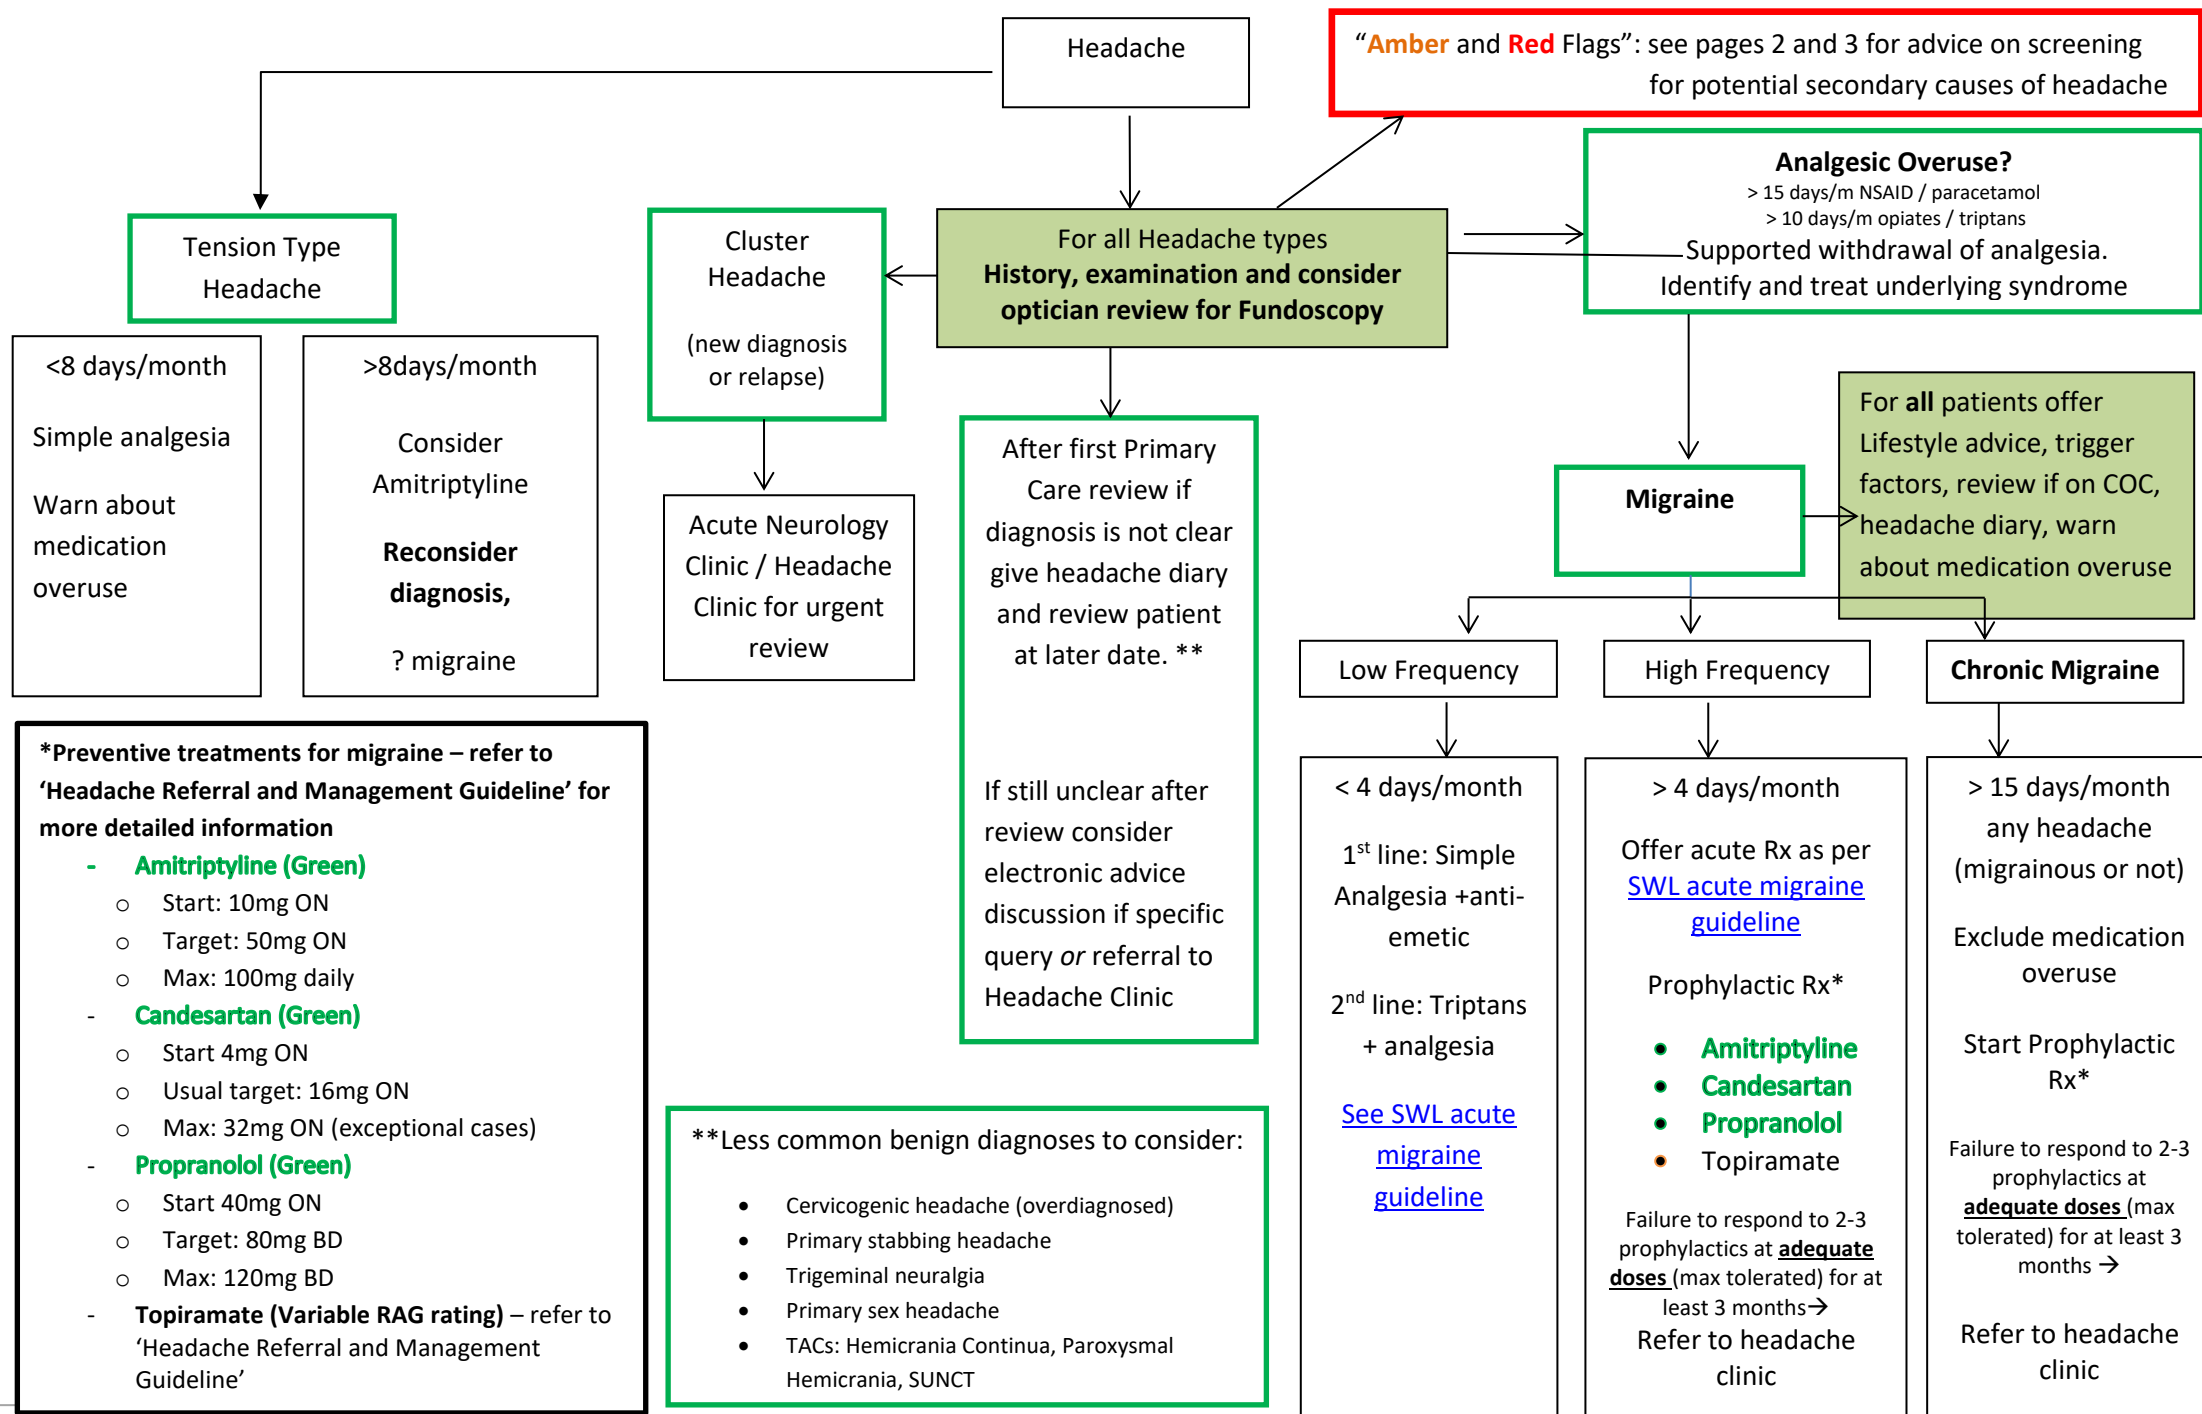 Headache
“Amber and Red Flags”: see pages 2 and 3 for advice on screening
for potential secondary causes of headache
Analgesic Overuse?
> 15 days/m NSAID / paracetamol
> 10 days/m opiates / triptans
Supported withdrawal of analgesia.
Identify and treat underlying syndrome
Tension Type
Headache
Cluster
Headache
(new diagnosis
or relapse)
For all Headache types
History, examination and consider
optician review for Fundoscopy
<8 days/month
Simple analgesia
Warn about
medication
overuse
>8days/month
Consider
Amitriptyline
Reconsider
diagnosis,
? migraine
Acute Neurology
Clinic / Headache
Clinic for urgent
review
After first Primary
Care review if
diagnosis is not clear
give headache diary
and review patient
at later date. **
If still unclear after
review consider
electronic advice
discussion if specific
query or referral to
Headache Clinic
Migraine
For all patients offer
Lifestyle advice, trigger
factors, review if on COC,
headache diary, warn
about medication overuse
Low Frequency
High Frequency
Chronic Migraine
< 4 days/month
1st line: Simple
Analgesia +anti-
emetic
2nd line: Triptans
+ analgesia
See SWL acute
migraine
guideline
> 4 days/month
Offer acute Rx as per
SWL acute migraine
guideline
Prophylactic Rx*
• Amitriptyline
• Candesartan
• Propranolol
• Topiramate
Failure to respond to 2-3
prophylactics at adequate
doses (max tolerated) for at
least 3 months→
Refer to headache
clinic
> 15 days/month
any headache
(migrainous or not)
Exclude medication
overuse
Start Prophylactic
Rx*
Failure to respond to 2-3
prophylactics at
adequate doses (max
tolerated) for at least 3
months →
Refer to headache
clinic
*Preventive treatments for migraine – refer to
‘Headache Referral and Management Guideline’ for
more detailed information
- Amitriptyline (Green)
o Start: 10mg ON
o Target: 50mg ON
o Max: 100mg daily
- Candesartan (Green)
o Start 4mg ON
o Usual target: 16mg ON
o Max: 32mg ON (exceptional cases)
- Propranolol (Green)
o Start 40mg ON
o Target: 80mg BD
o Max: 120mg BD
- Topiramate (Variable RAG rating) – refer to
‘Headache Referral and Management
Guideline’
**Less common benign diagnoses to consider:
• Cervicogenic headache (overdiagnosed)
• Primary stabbing headache
• Trigeminal neuralgia
• Primary sex headache
• TACs: Hemicrania Continua, Paroxysmal
Hemicrania, SUNCT